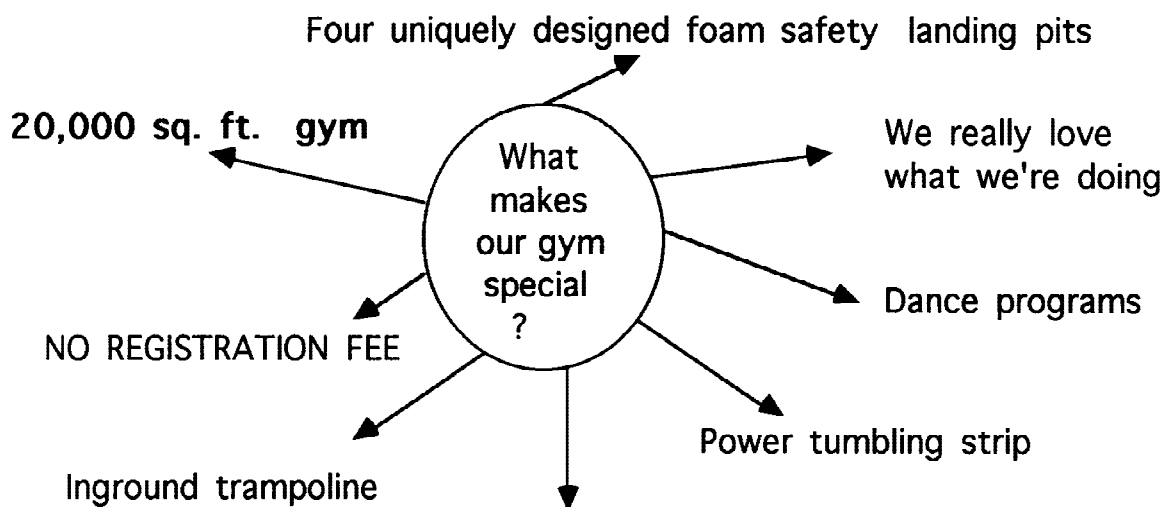 Four uniquely designed foam safety landing pits
20,000 sq. ft. gym
We really love
what we're doing
What
makes
our gym
special
?
Dance programs
NO REGISTRATION FEE
Power tumbling strip
Inground trampoline